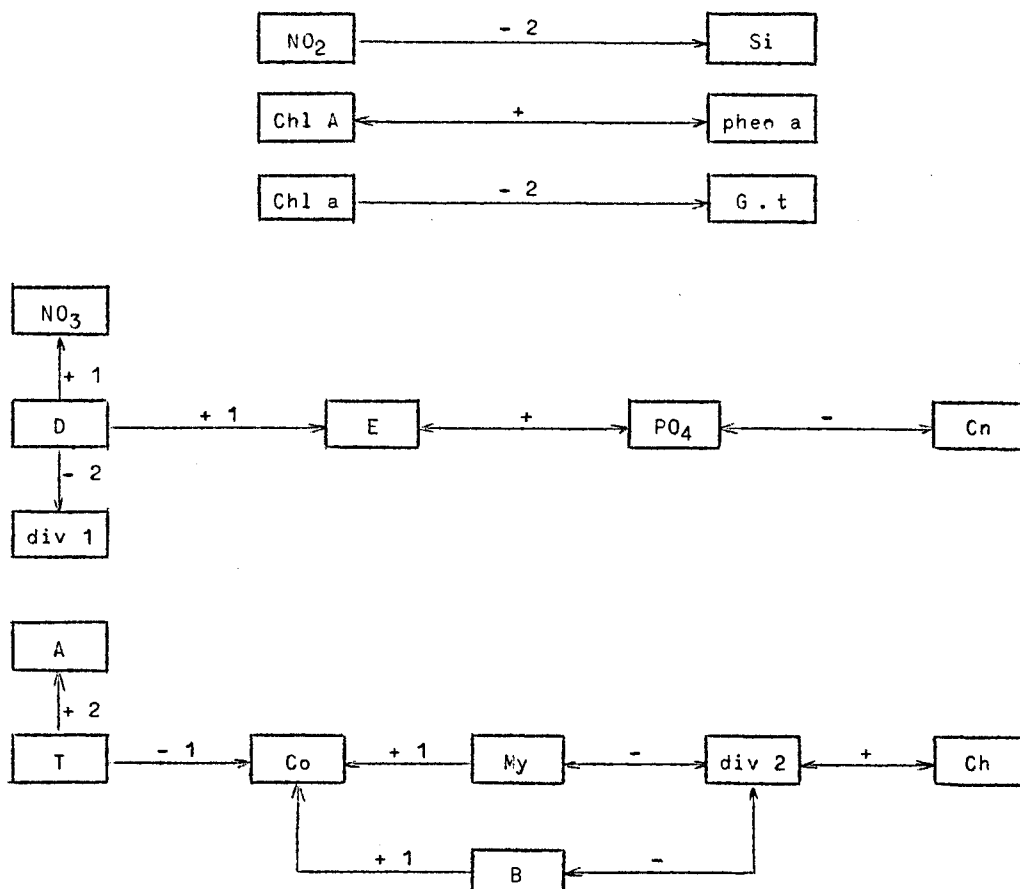 NO2 - 2 Si
Chl A + pheo a
Chl a - 2 G.t
NO3
+ 1
D + 1 E + PO4 - Cn
- 2
div 1
A
+ 2
T - 1 Co + 1 My - div 2 + Ch
+ 1 B -